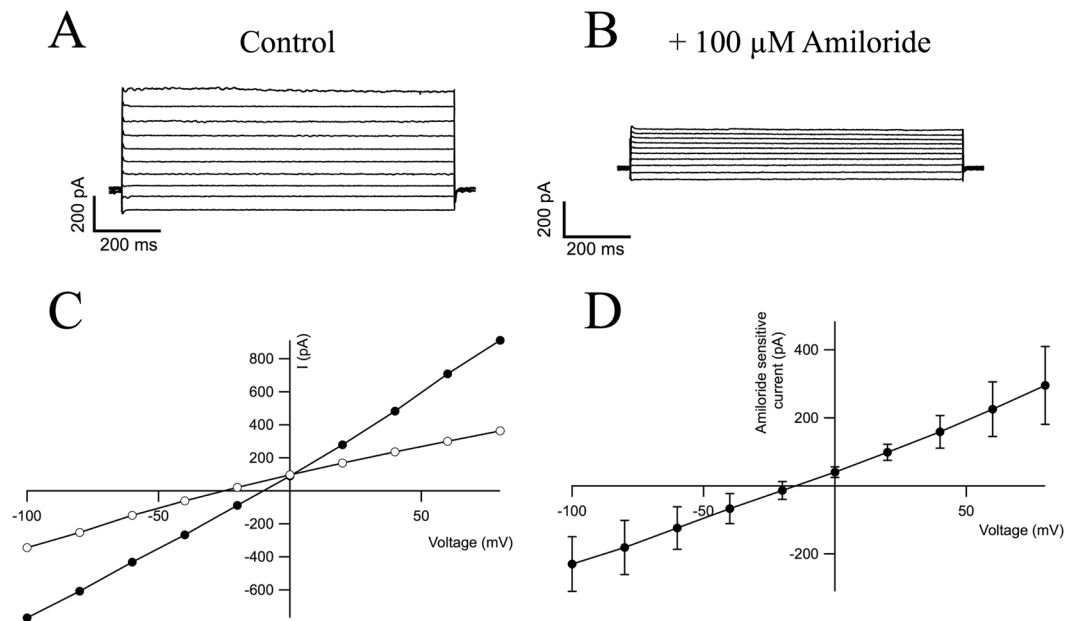 A
Control
200 pA
200 ms
B
+ 100 µM Amiloride
200 pA
200 ms
C
I (pA)
800
600
400
200
-100
-50
50
-200
-400
-600
Voltage (mV)
D
Amiloride sensitive
current (pA)
400
200
-100
-50
50
-200
Voltage (mV)